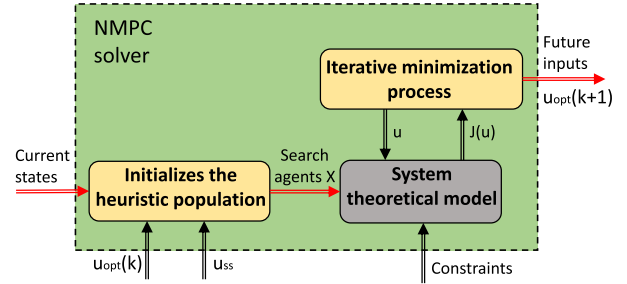 NMPC
solver
Future
inputs
Iterative minimization
process
uopt(k+1)
u
J(u)
Current
states
Initializes the
heuristic population
Search
agents X
System
theoretical model
uopt(k)
uss
Constraints